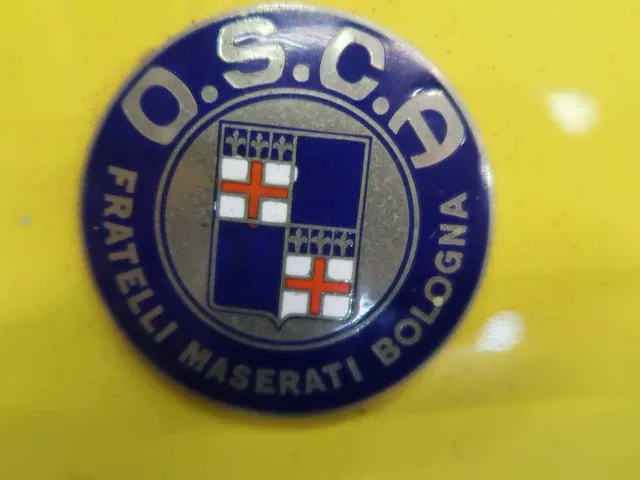 O.S.C.A
FRATELLI MASERATI BOLOGNA